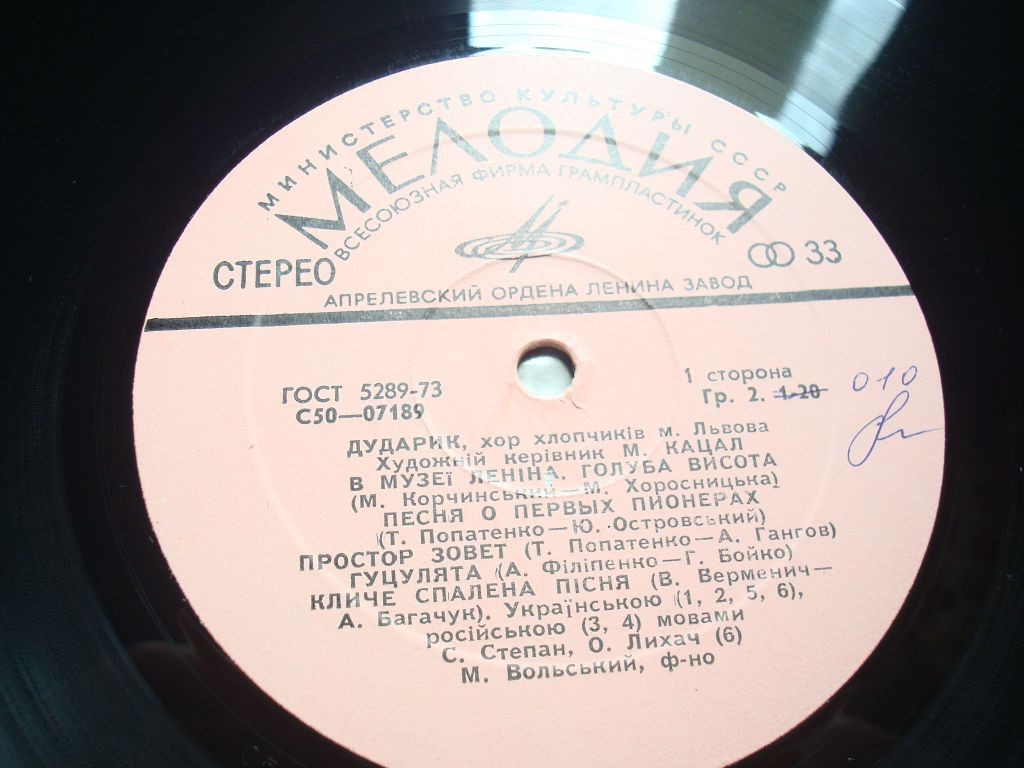 МИНИСТЕРСТВО КУЛЬТУРЫ СССР
МЕЛОДИЯ
ВСЕСОЮЗНАЯ ФИРМА ГРАМПЛАСТИНОК
СТЕРЕО
33
АПРЕЛЕВСКИЙ ОРДЕНА ЛЕНИНА ЗАВОД
ГОСТ 5289-73
С50—07189
1 сторона
Гр. 2. 1-20
010
ДУДАРИК, хор хлопчиків м. Львова
Художній керівник М. КАЦАЛ
В МУЗЕЇ ЛЕНІНА. ГОЛУБА ВИСОТА
(М. Корчинський—М. Хоросницька)
ПЕСНЯ О ПЕРВЫХ ПИОНЕРАХ
(Т. Попатенко—Ю. Островський)
ПРОСТОР ЗОВЕТ (Т. Попатенко—А. Гангов)
ГУЦУЛЯТА (А. Філіпенко—Г. Бойко)
КЛИЧЕ СПАЛЕНА ПІСНЯ (В. Верменич—
А. Багачук). Українською (1, 2, 5, 6),
російською (3, 4) мовами
С. Степан, О. Лихач (6)
М. Вольський, ф-но